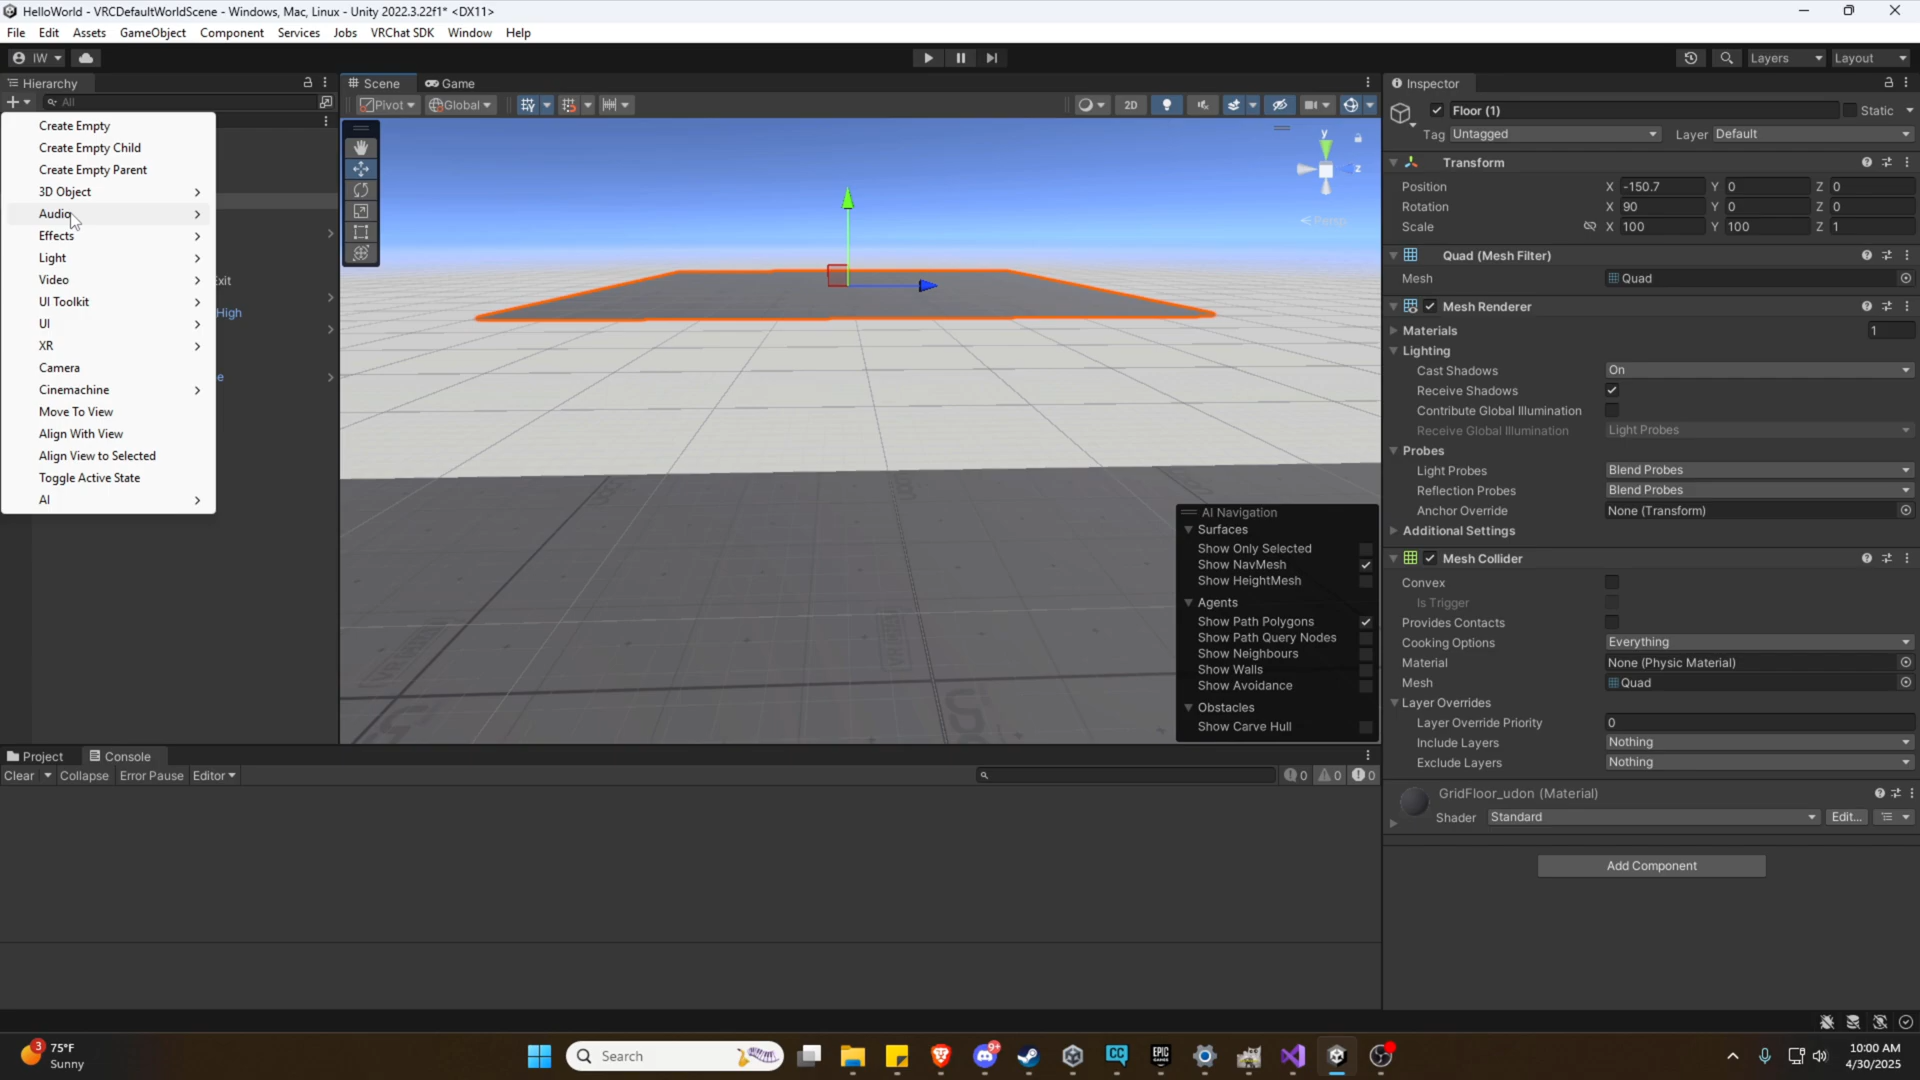 HelloWorld - VRCDefaultWorldScene - Windows, Mac, Linux - Unity 2022.3.22f1* <DX11>
File Edit Assets GameObject Component Services Jobs VRChat SDK Window Help
IW
Layers
Layout
Hierarchy
All
Create Empty
Create Empty Child
Create Empty Parent
3D Object
Audio
Effects
Light
Video
UI Toolkit
UI
XR
Camera
Cinemachine
Move To View
Align With View
Align View to Selected
Toggle Active State
AI
xit
High
e
Scene Game
Pivot Global 2D
y
z
Persp
AI Navigation
Surfaces
Show Only Selected
Show NavMesh
Show HeightMesh
Agents
Show Path Polygons
Show Path Query Nodes
Show Neighbours
Show Walls
Show Avoidance
Obstacles
Show Carve Hull
Inspector
Floor (1) Static
Tag Untagged Layer Default
Transform
Position X -150.7 Y 0 Z 0
Rotation X 90 Y 0 Z 0
Scale X 100 Y 100 Z 1
Quad (Mesh Filter)
Mesh Quad
Mesh Renderer
Materials 1
Lighting
Cast Shadows On
Receive Shadows
Contribute Global Illumination
Receive Global Illumination Light Probes
Probes
Light Probes Blend Probes
Reflection Probes Blend Probes
Anchor Override None (Transform)
Additional Settings
Mesh Collider
Convex
Is Trigger
Provides Contacts
Cooking Options Everything
Material None (Physic Material)
Mesh Quad
Layer Overrides
Layer Override Priority 0
Include Layers Nothing
Exclude Layers Nothing
GridFloor_udon (Material)
Shader Standard Edit...
Add Component
Project Console
Clear Collapse Error Pause Editor 0 0 0
3 75°F
Sunny
Search
9+
CC
EPIC
GAMES
10:00 AM
4/30/2025